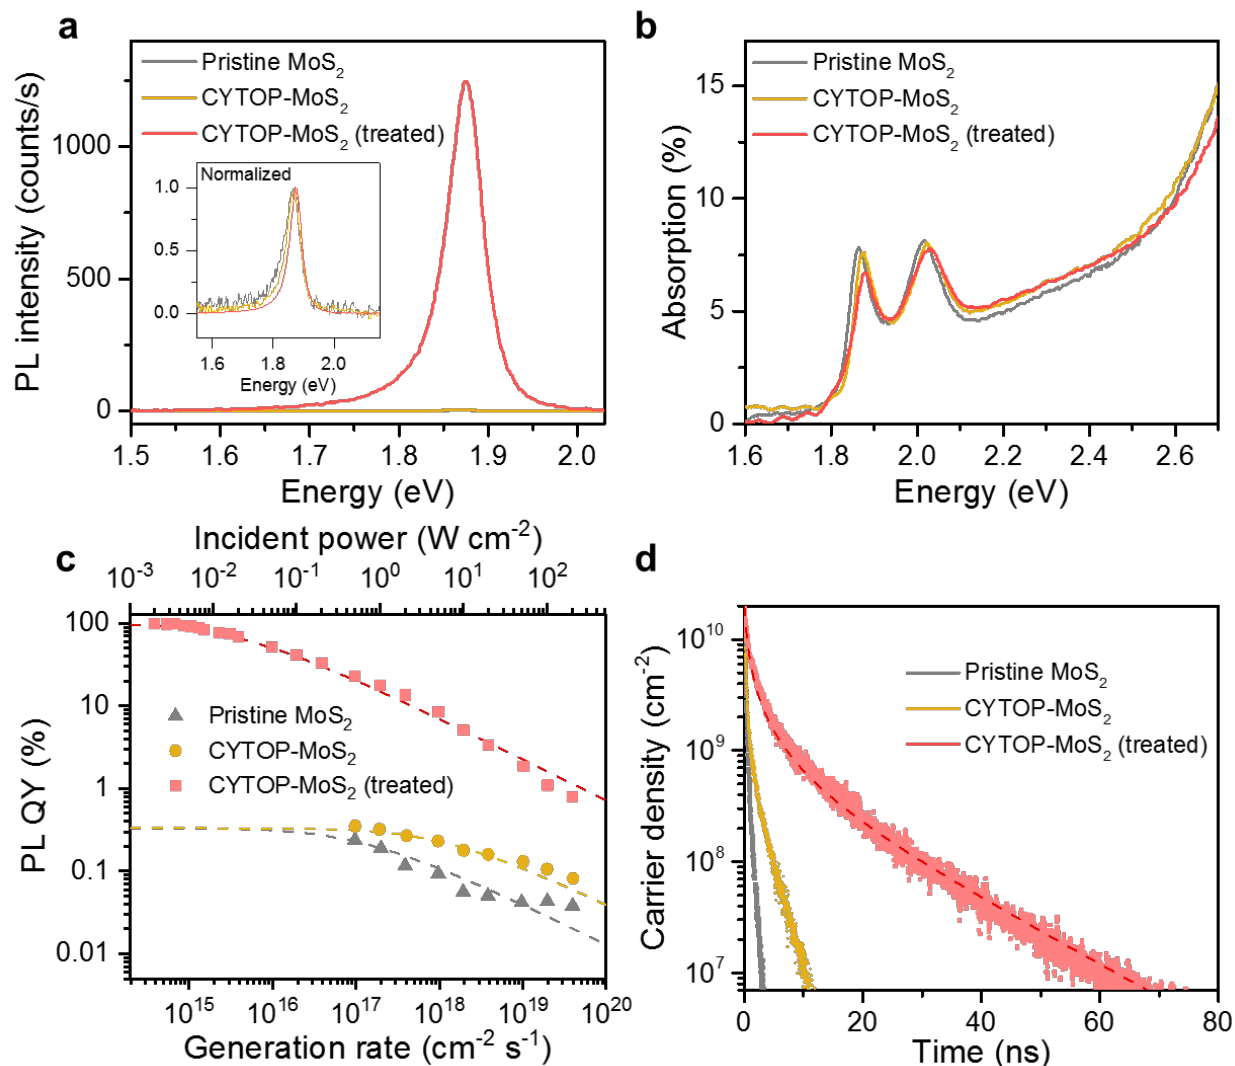 a
PL intensity (counts/s)
1000
500
0
Pristine MoS₂
CYTOP-MoS₂
CYTOP-MoS₂ (treated)
Normalized
1.0
0.5
0.0
1.6 1.8 2.0
Energy (eV)
1.5 1.6 1.7 1.8 1.9 2.0
Energy (eV)
b
Absorption (%)
15
10
5
0
Pristine MoS₂
CYTOP-MoS₂
CYTOP-MoS₂ (treated)
1.6 1.8 2.0 2.2 2.4 2.6
Energy (eV)
c
Incident power (W cm⁻²)
10⁻³ 10⁻² 10⁻¹ 10⁰ 10¹ 10²
PL QY (%)
100
10
1
0.1
0.01
Pristine MoS₂
CYTOP-MoS₂
CYTOP-MoS₂ (treated)
10¹⁵ 10¹⁶ 10¹⁷ 10¹⁸ 10¹⁹ 10²⁰
Generation rate (cm⁻² s⁻¹)
d
Carrier density (cm⁻²)
10¹⁰
10⁹
10⁸
10⁷
Pristine MoS₂
CYTOP-MoS₂
CYTOP-MoS₂ (treated)
0 20 40 60 80
Time (ns)